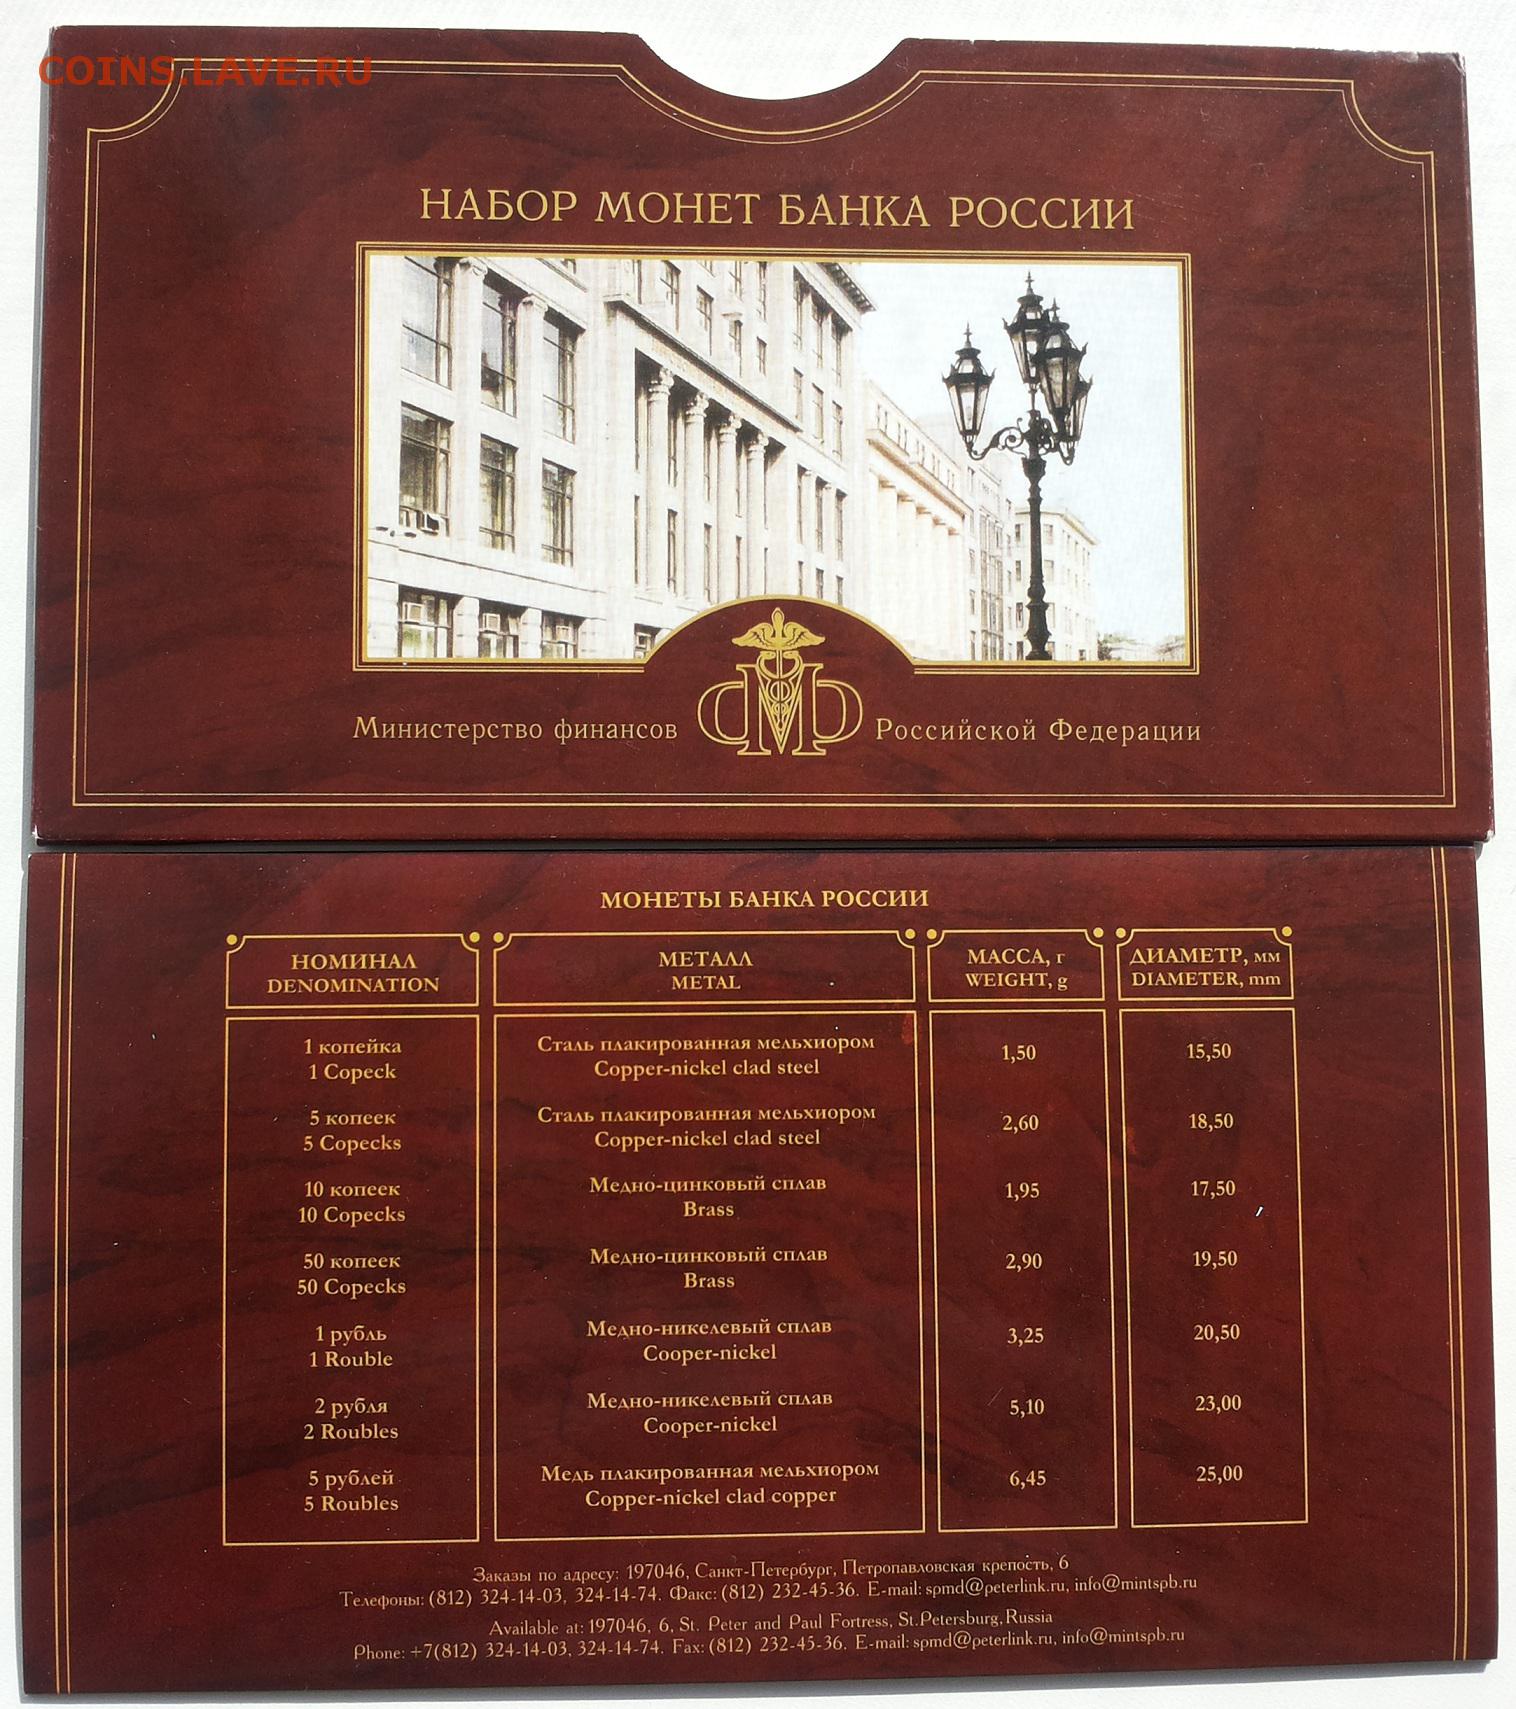 COINS.LAVE.RU
НАБОР МОНЕТ БАНКА РОССИИ
Министерство финансов МФ Российской Федерации
МОНЕТЫ БАНКА РОССИИ
НОМИНАЛ МЕТАЛЛ МАССА, г ДИАМЕТР, мм
DENOMINATION METAL WEIGHT, g DIAMETER, mm
1 копейка Сталь плакированная мельхиором 1,50 15,50
1 Copeck Copper-nickel clad steel
5 копеек Сталь плакированная мельхиором 2,60 18,50
5 Copecks Copper-nickel clad steel
10 копеек Медно-цинковый сплав 1,95 17,50
10 Copecks Brass
50 копеек Медно-цинковый сплав 2,90 19,50
50 Copecks Brass
1 рубль Медно-никелевый сплав 3,25 20,50
1 Rouble Cooper-nickel
2 рубля Медно-никелевый сплав 5,10 23,00
2 Roubles Cooper-nickel
5 рублей Медь плакированная мельхиором 6,45 25,00
5 Roubles Copper-nickel clad copper
Заказы по адресу: 197046, Санкт-Петербург, Петропавловская крепость, 6
Телефоны: (812) 324-14-03, 324-14-74. Факс: (812) 232-45-36. E-mail: spmd@peterlink.ru, info@mintspb.ru
Available at: 197046, 6, St. Peter and Paul Fortress, St.Petersburg, Russia
Phone: +7(812) 324-14-03, 324-14-74. Fax: (812) 232-45-36. E-mail: spmd@peterlink.ru, info@mintspb.ru